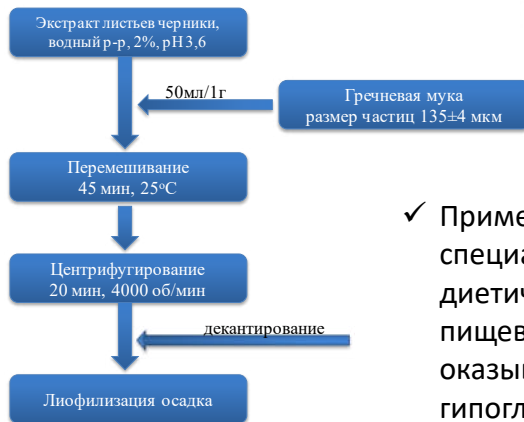 Экстракт листьев черники,
водный р-р, 2%, рН 3,6
50мл/1г
Гречневая мука
размер частиц 135±4 мкм
Перемешивание
45 мин, 25°С
Центрифугирование
20 мин, 4000 об/мин
декантирование
Лиофилизация осадка
✓ Приме
специа
диетич
пищев
оказы
гипогл